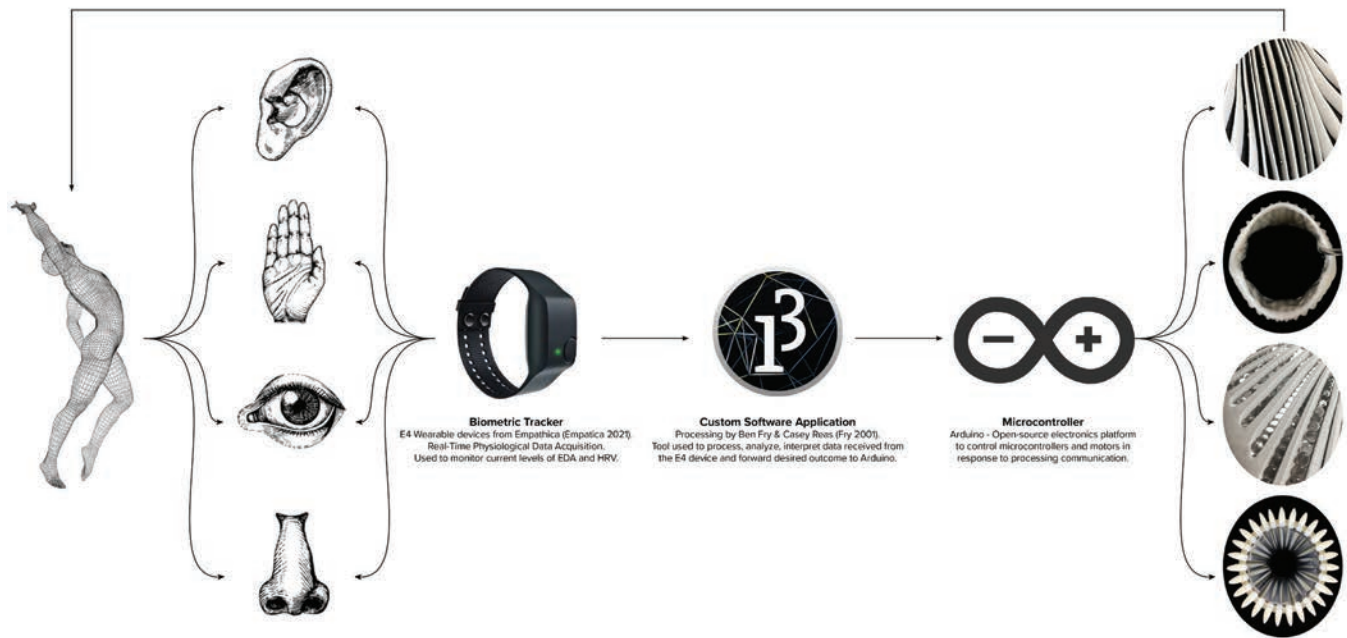 13
Biometric Tracker
E4 Wearable devices from Empathica (Empatica 2021)
Real-Time Physiological Data Acquisition.
Used to monitor current levels of EDA and HRV.
Custom Software Application
Processing by Ben Fry & Casey Reas (Fry 2001).
Tool used to process, analyze, interpret data received from
the E4 device and forward desired outcome to Arduino.
Microcontroller
Arduino - Open-source electronics platform
to control microcontrollers and motors in
response to processing communication.